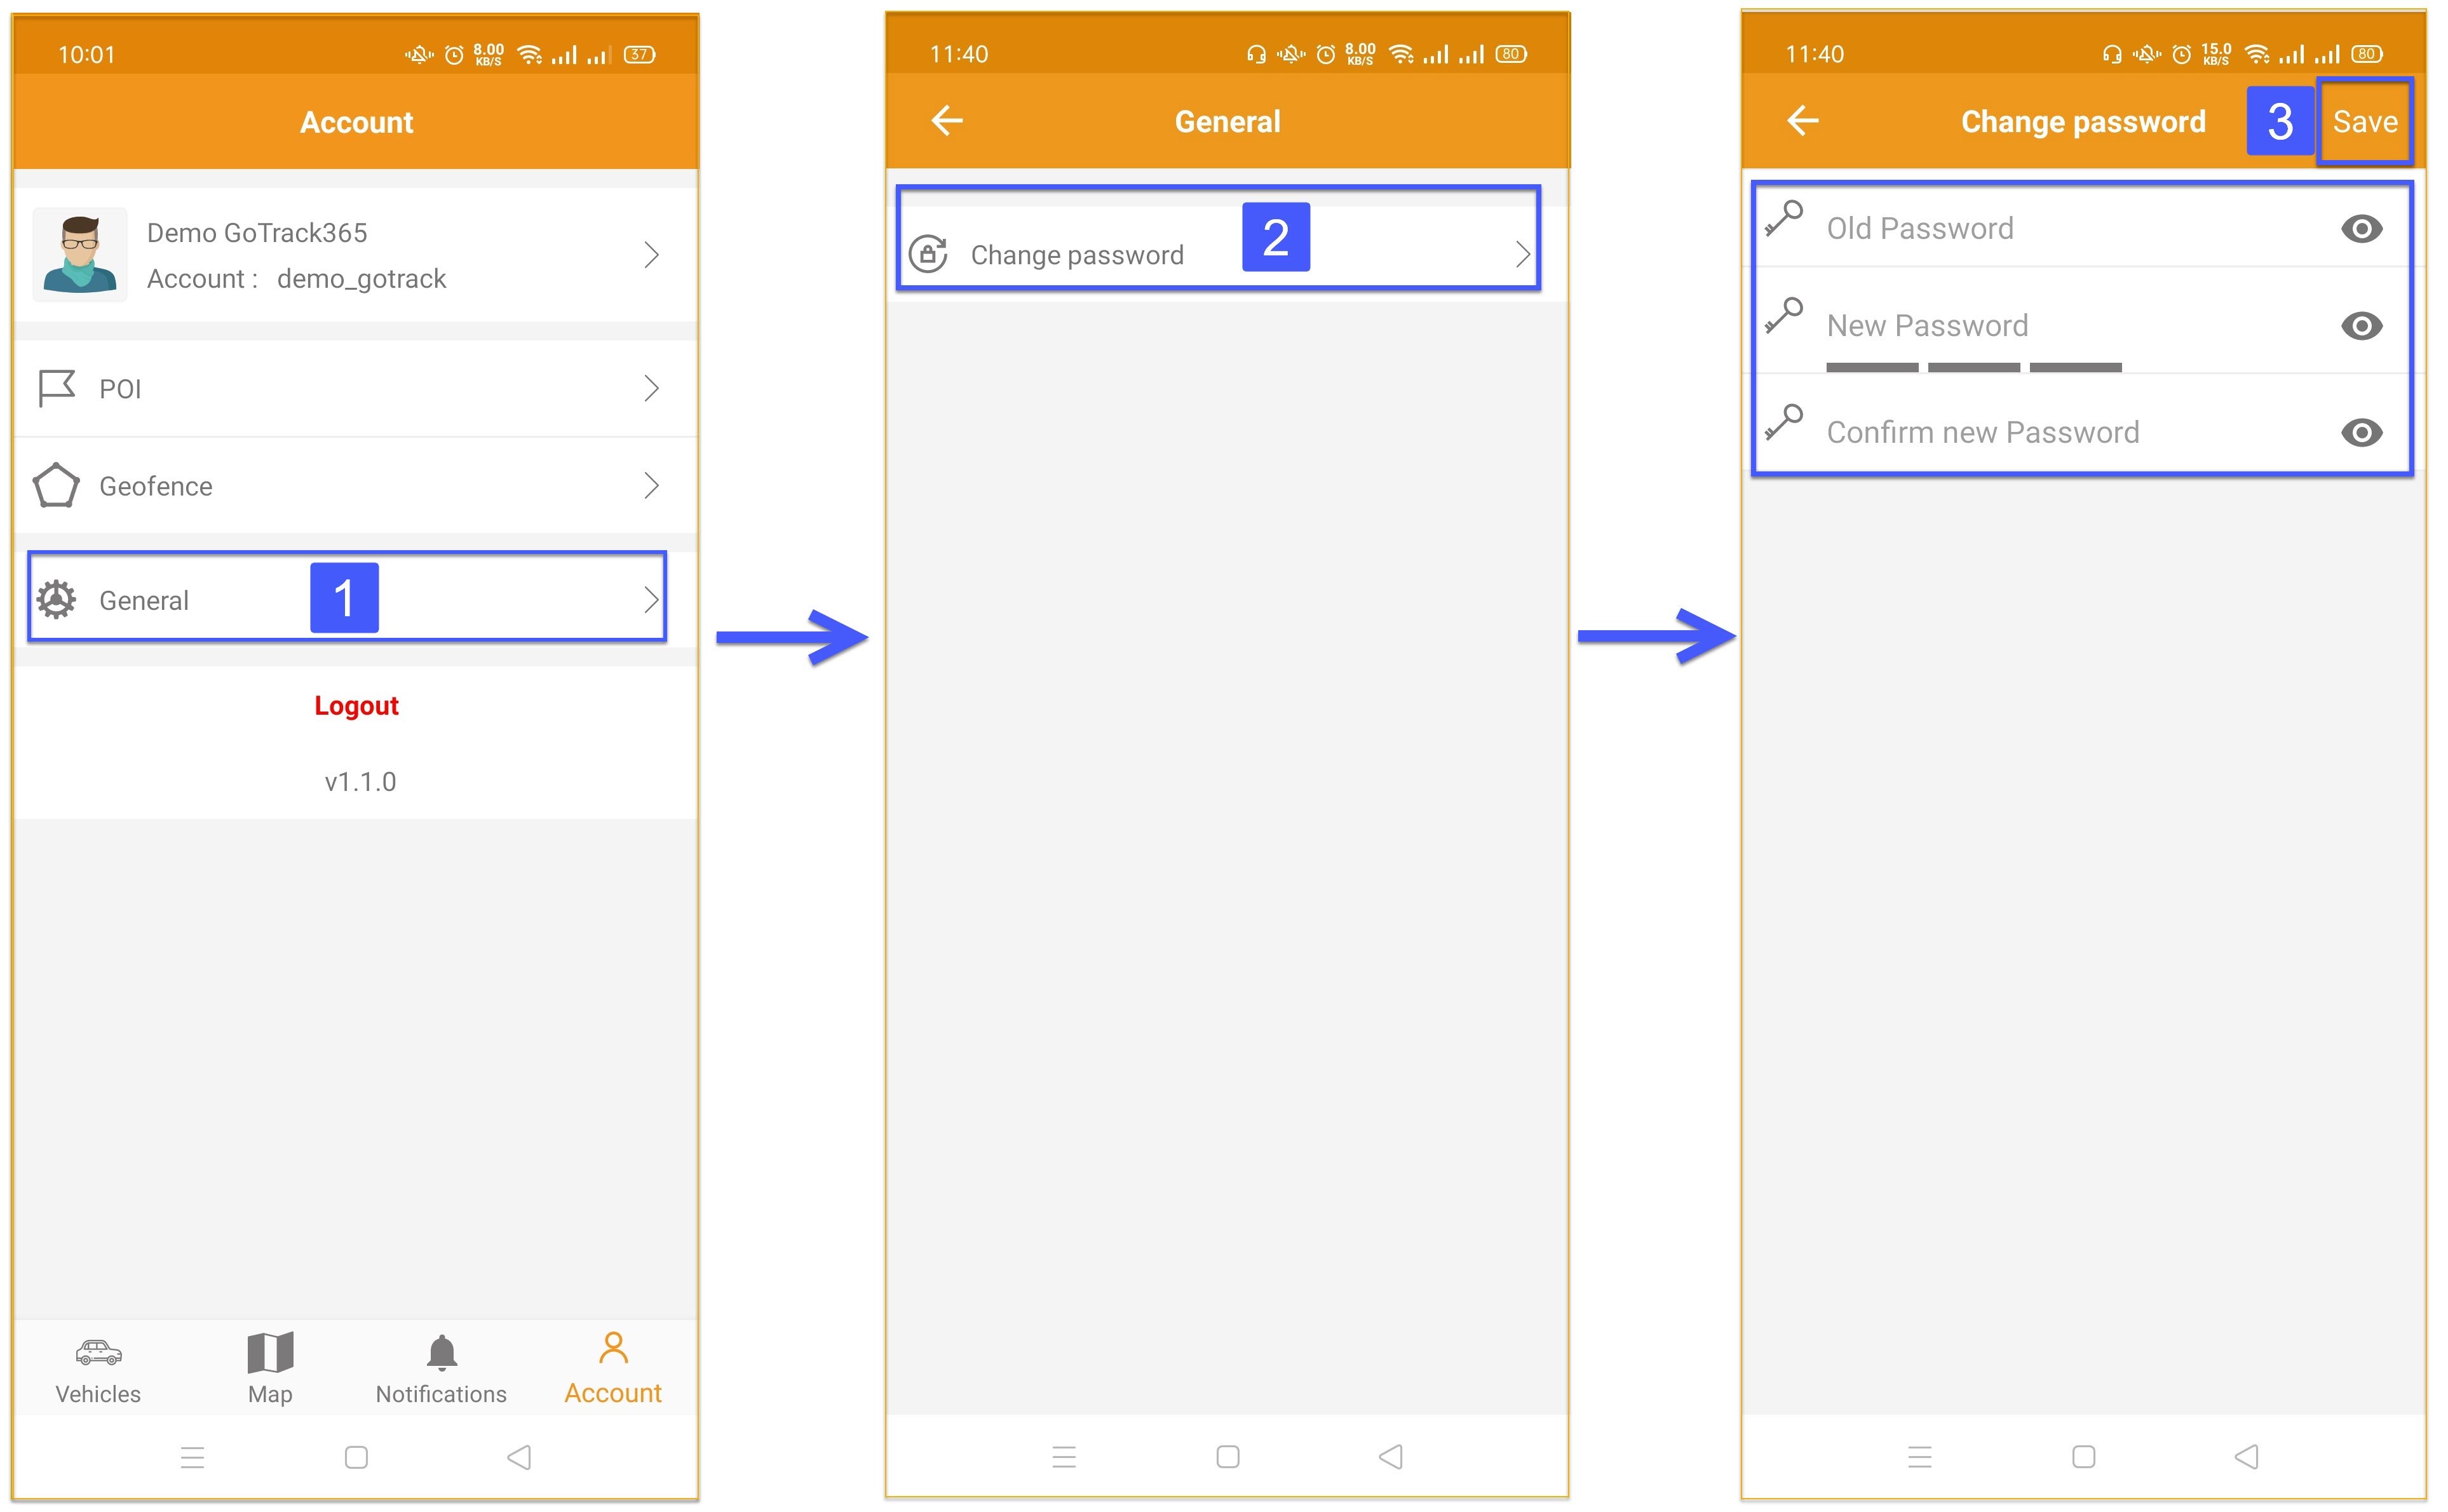 10:01
8.00
KB/S
37
Account
Demo GoTrack365
Account : demo_gotrack
POI
Geofence
General
1
Logout
v1.1.0
Vehicles
Map
Notifications
Account
11:40
8.00
KB/S
80
General
Change password
2
11:40
15.0
KB/S
80
Change password
3
Save
Old Password
New Password
Confirm new Password